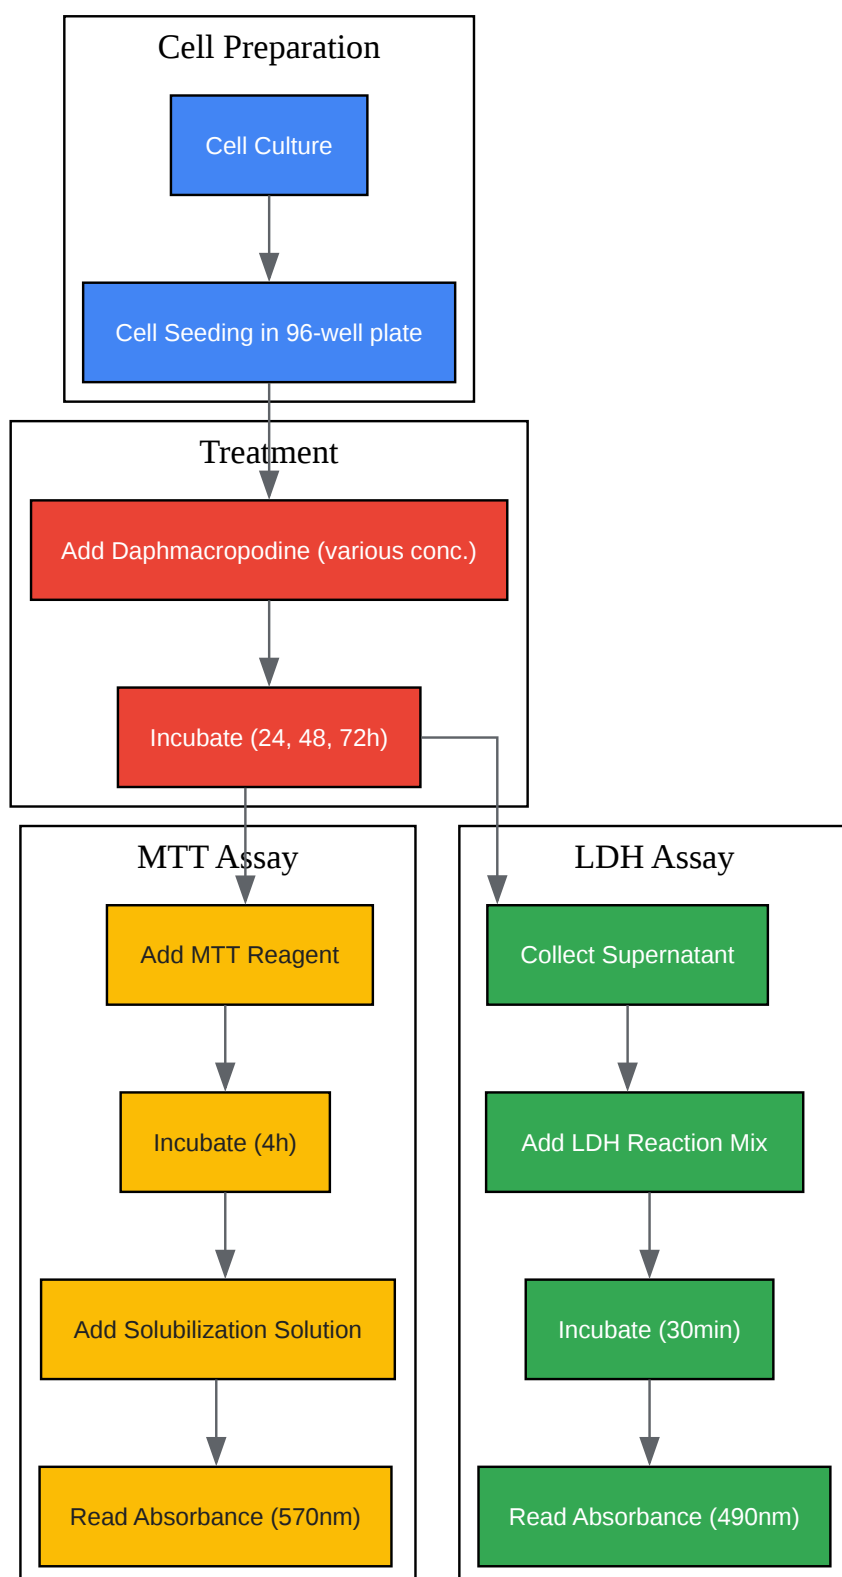 Cell Preparation
Cell Culture
Cell Seeding in 96-well plate
Treatment
Add Daphmacropodine (various conc.)
Incubate (24, 48, 72h)
MTT Assay
Add MTT Reagent
Incubate (4h)
Add Solubilization Solution
Read Absorbance (570nm)
LDH Assay
Collect Supernatant
Add LDH Reaction Mix
Incubate (30min)
Read Absorbance (490nm)